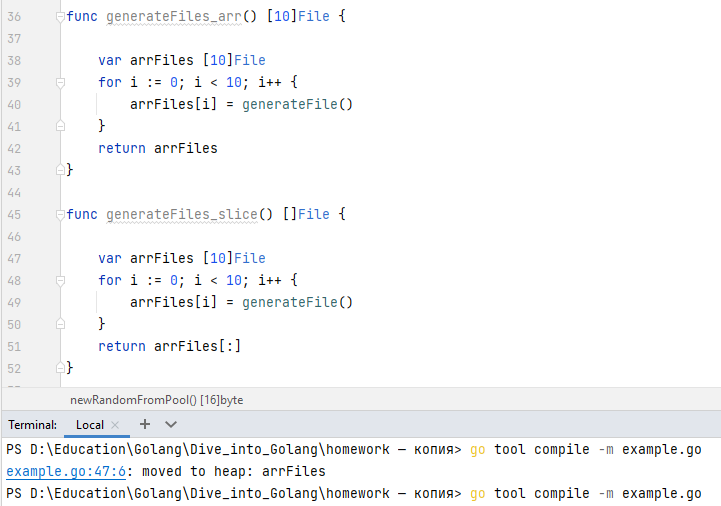 36 func generateFiles_arr() [10]File {
37
38 var arrFiles [10]File
39 for i := 0; i < 10; i++ {
40 arrFiles[i] = generateFile()
41 }
42 return arrFiles
43 }
44
45 func generateFiles_slice() []File {
46
47 var arrFiles [10]File
48 for i := 0; i < 10; i++ {
49 arrFiles[i] = generateFile()
50 }
51 return arrFiles[:]
52 }
newRandomFromPool() [16]byte
Terminal: Local × +
PS D:\Education\Golang\Dive_into_Golang\homework — копия> go tool compile -m example.go
example.go:47:6: moved to heap: arrFiles
PS D:\Education\Golang\Dive_into_Golang\homework — копия> go tool compile -m example.go